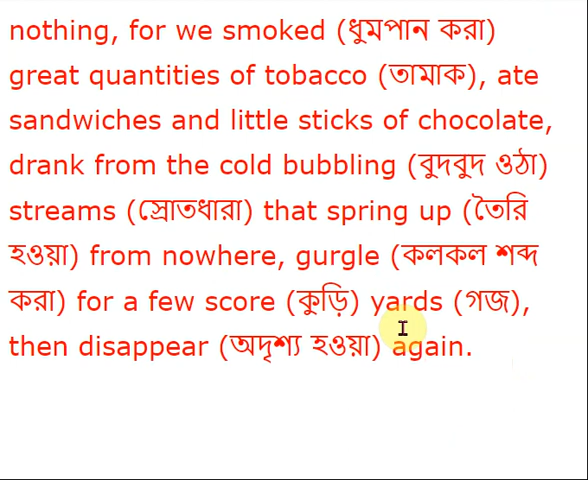 nothing, for we smoked (ধুমপান করা)
great quantities of tobacco (তামাক), ate
sandwiches and little sticks of chocolate,
drank from the cold bubbling (বুদবুদ ওঠা)
streams (স্রোতধারা) that spring up (তৈরি
হওয়া) from nowhere, gurgle (কলকল শব্দ
করা) for a few score (কুড়ি) yards (গজ),
then disappear (অদৃশ্য হওয়া) again.